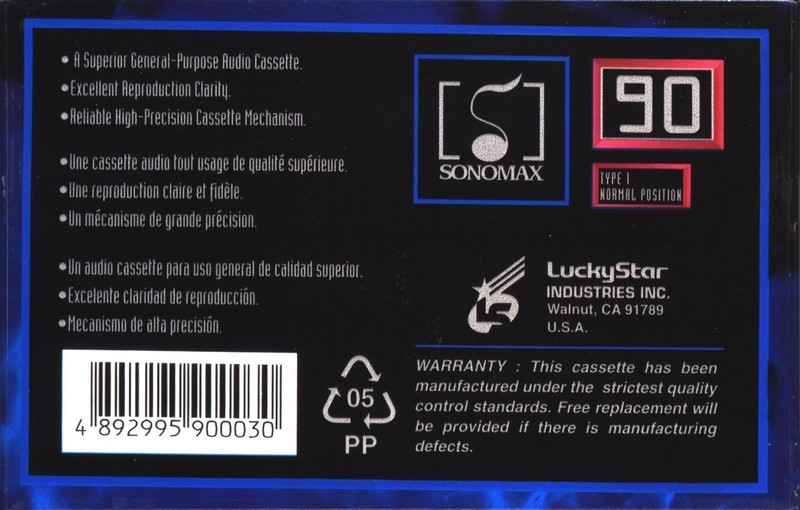 • A Superior General-Purpose Audio Cassette.
• Excellent Reproduction Clarity.
• Reliable High-Precision Cassette Mechanism.
• Une cassette audio tout usage de qualité supérieure.
• Une reproduction claire et fidèle.
• Un mécanisme de grande précision.
• Un audio cassette para uso general de calidad superior.
• Excelente claridad de reproducción.
• Mecanismo de alta precisión.
4 892995 900030
05
PP
SONOMAX
90
TYPE I
NORMAL POSITION
LuckyStar
INDUSTRIES INC.
Walnut, CA 91789
U.S.A.
WARRANTY : This cassette has been
manufactured under the strictest quality
control standards. Free replacement will
be provided if there is manufacturing
defects.